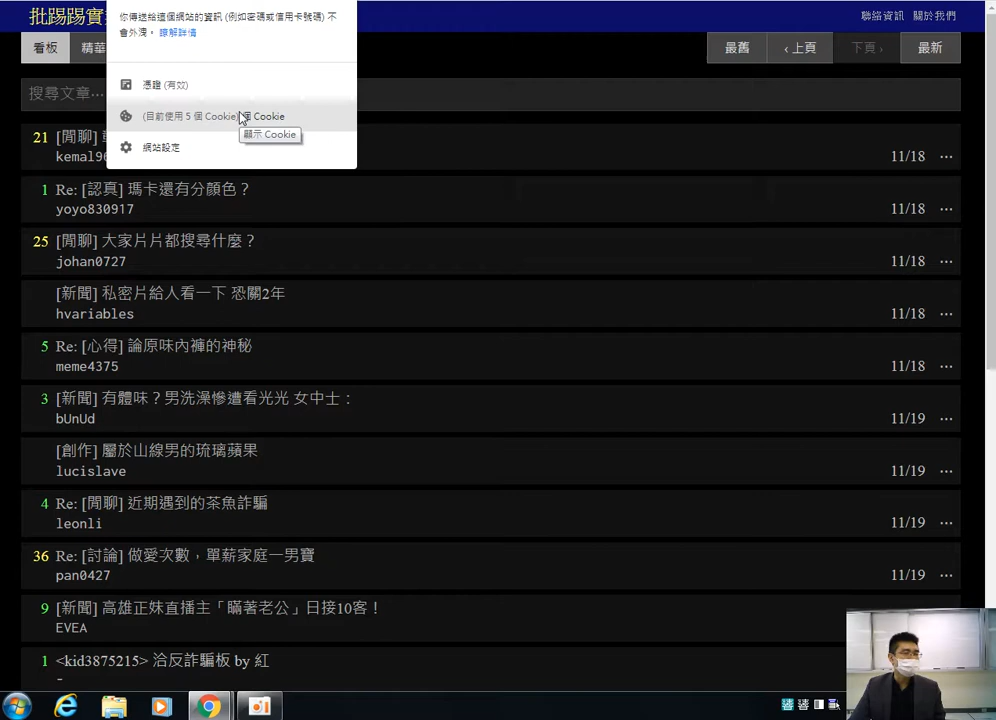 批踢踢實
聯絡資訊 關於我們
你傳送給這個網站的資訊 (例如密碼或信用卡號碼) 不
會外洩。瞭解詳情
看板 精華
最舊 ‹ 上頁 下頁 › 最新
憑證 (有效)
搜尋文章⋯
(目前使用 5 個 Cookie) 個 Cookie
顯示 Cookie
網站設定
21 [閒聊]
kemal96 11/18 ⋯
1 Re: [認真] 瑪卡還有分顏色？
yoyo830917 11/18 ⋯
25 [閒聊] 大家片片都搜尋什麼？
johan0727 11/18 ⋯
[新聞] 私密片給人看一下 恐關2年
hvariables 11/18 ⋯
5 Re: [心得] 論原味內褲的神秘
meme4375 11/18 ⋯
3 [新聞] 有體味？男洗澡慘遭看光光 女中士：
bUnUd 11/19 ⋯
[創作] 屬於山線男的琉璃蘋果
lucislave 11/19 ⋯
4 Re: [閒聊] 近期遇到的茶魚詐騙
leonli 11/19 ⋯
36 Re: [討論] 做愛次數，單薪家庭一男寶
pan0427 11/19 ⋯
9 [新聞] 高雄正妹直播主「瞞著老公」日接10客！
EVEA
1 <kid3875215> 洽反詐騙板 by 紅
-